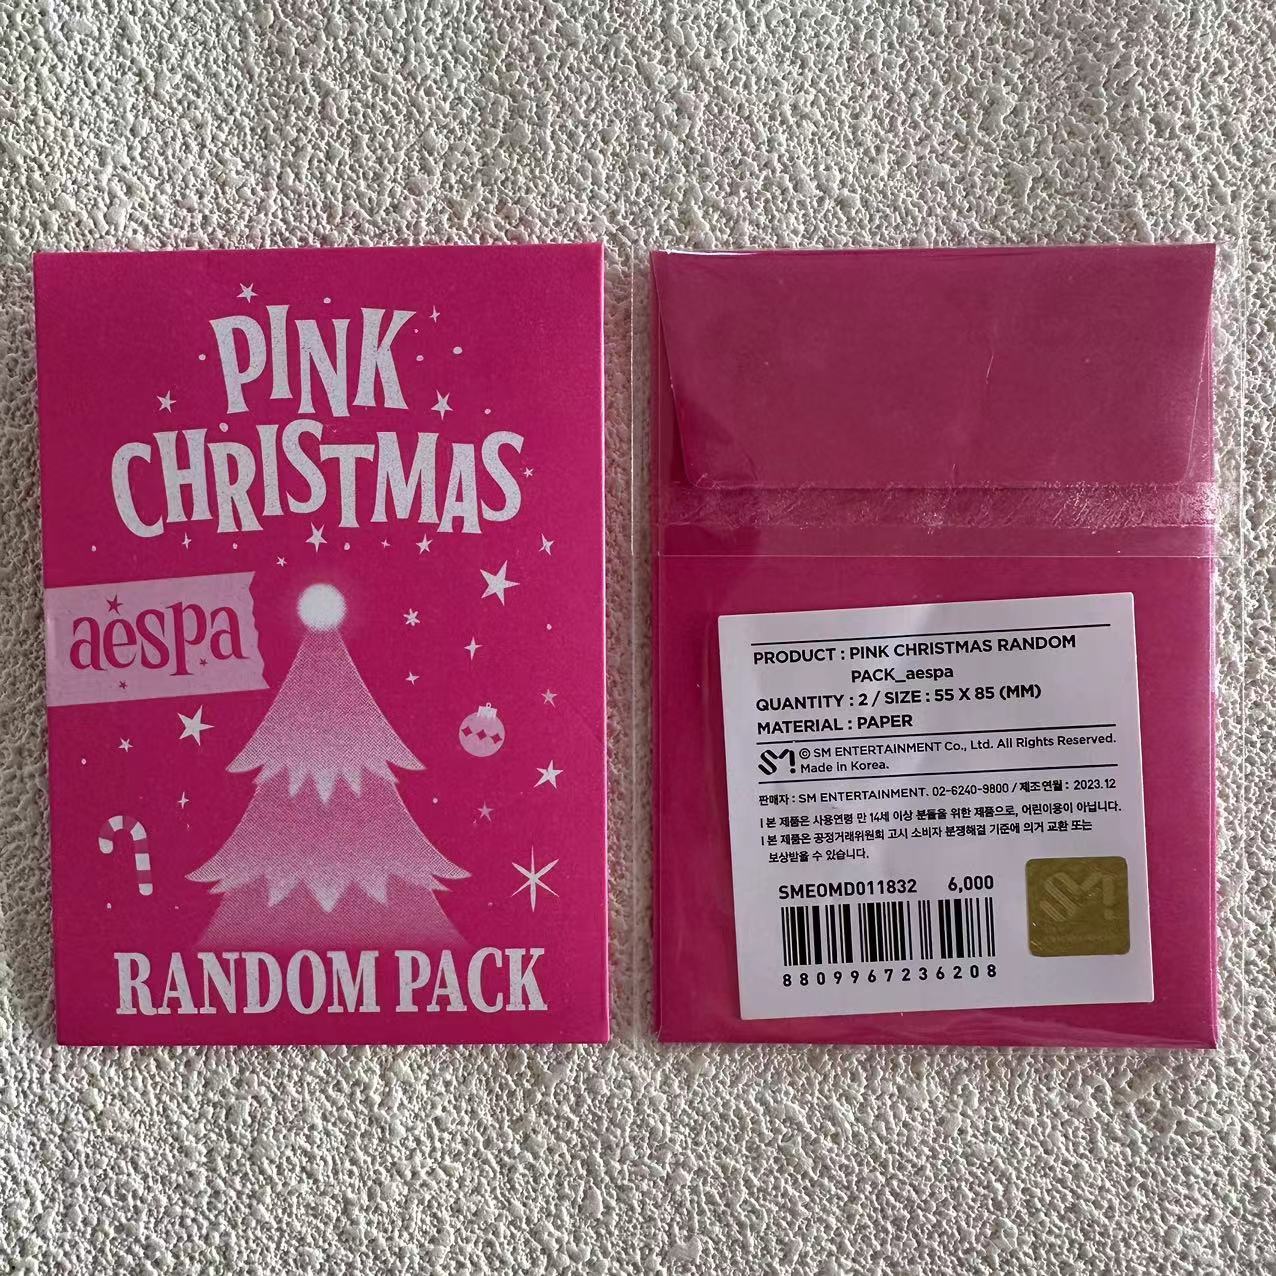 PINK
CHRISTMAS
aespa
RANDOM PACK
PRODUCT : PINK CHRISTMAS RANDOM
PACK_aespa
QUANTITY : 2 / SIZE : 55 X 85 (MM)
MATERIAL : PAPER
SM
© SM ENTERTAINMENT Co., Ltd. All Rights Reserved.
Made in Korea.
판매자 : SM ENTERTAINMENT. 02-6240-9800 / 제조연월 : 2023.12
l 본 제품은 사용연령 만 14세 이상 분들을 위한 제품으로, 어린이용이 아닙니다.
l 본 제품은 공정거래위원회 고시 소비자 분쟁해결 기준에 의거 교환 또는
보상받을 수 있습니다.
SMEOMD011832 6,000
8809967236208
SM